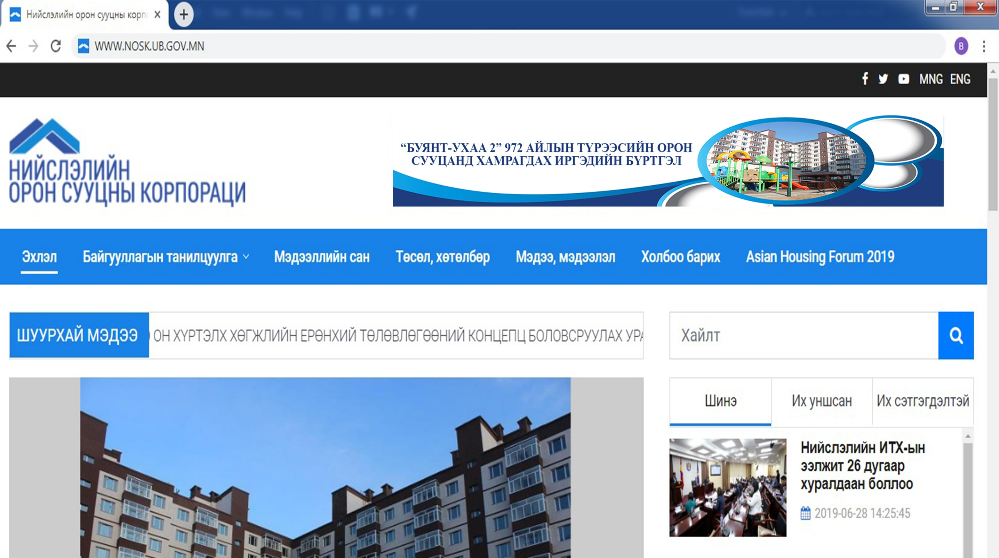 Нийслэлийн орон сууцны
WWW.NOSK.UB.GOV.MN
B
MNG ENG
НИЙСЛЭЛИЙН
ОРОН СУУЦНЫ КОРПОРАЦИ
“БУЯНТ-УХАА 2” 972 АЙЛЫН ТҮРЭЭСИЙН ОРОН
СУУЦАНД ХАМРАГДАХ ИРГЭДИЙН БҮРТГЭЛ
Эхлэл Байгууллагын танилцуулга Мэдээллийн сан Төсөл, хөтөлбөр Мэдээ, мэдээлэл Холбоо барих Asian Housing Forum 2019
ШУУРХАЙ МЭДЭЭ ОН ХҮРТЭЛХ ХӨГЖЛИЙН ЕРӨНХИЙ ТӨЛӨВЛӨГӨӨНИЙ КОНЦЕПЦ БОЛОВСРУУЛАХ
Хайлт
Шинэ Их уншсан Их сэтгэгдэлтэй
Нийслэлийн ИТХ-ын
ээлжит 26 дугаар
хуралдаан боллоо
2019-06-28 14:25:45